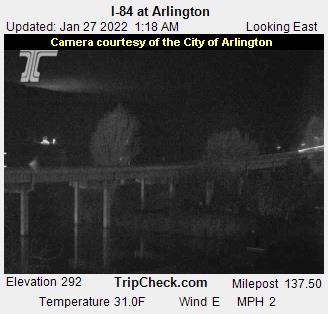 I-84 at Arlington
Updated: Jan 27 2022 1:18 AM Looking East
Camera courtesy of the City of Arlington
Elevation 292 TripCheck.com Milepost 137.50
Temperature 31.0F Wind E MPH 2